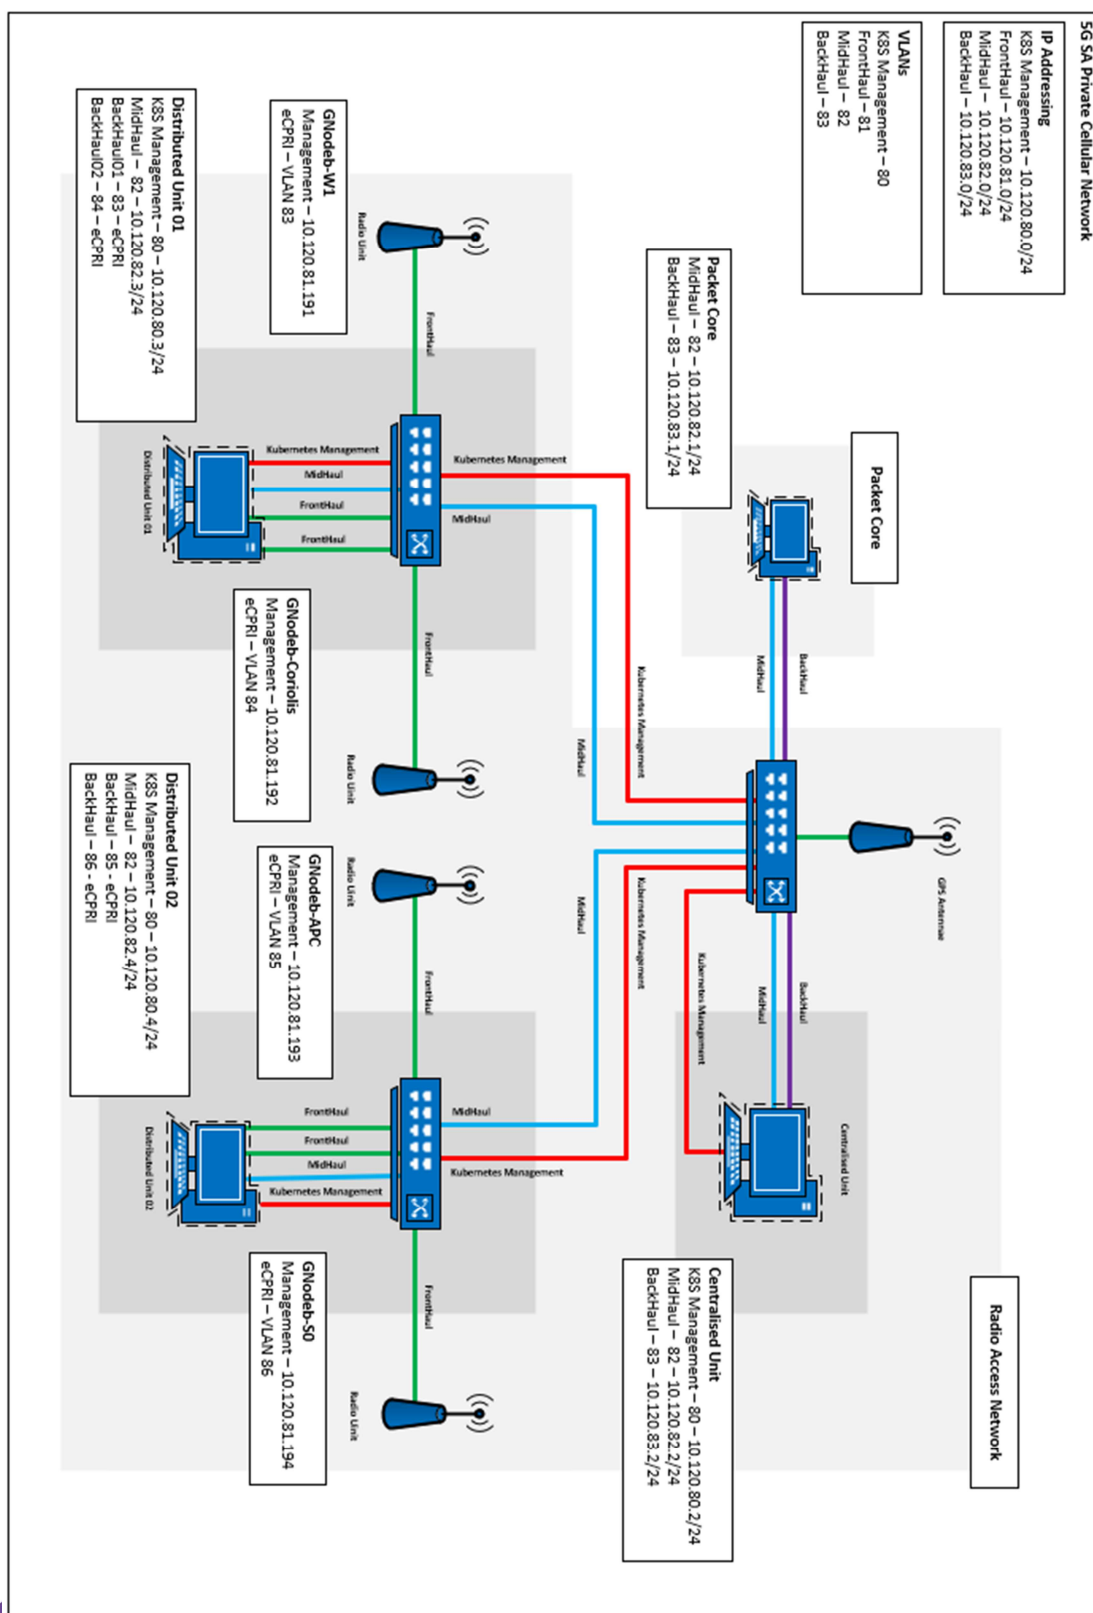 5G SA Private Cellular Network
IP Addressing
K8S Management – 10.120.80.0/24
FrontHaul – 10.120.81.0/24
MidHaul – 10.120.82.0/24
BackHaul – 10.120.83.0/24
VLANs
K8S Management – 80
FrontHaul – 81
MidHaul – 82
BackHaul – 83
Packet Core
Radio Access Network
Packet Core
MidHaul – 82 – 10.120.82.1/24
BackHaul – 83 – 10.120.83.1/24
GPS Antennae
BackHaul
MidHaul
BackHaul
MidHaul
Centralised Unit
Kubernetes Management
Centralised Unit
K8S Management – 80 – 10.120.80.2/24
MidHaul – 82 – 10.120.82.2/24
BackHaul – 83 – 10.120.83.2/24
Kubernetes Management
Kubernetes Management
MidHaul
MidHaul
Kubernetes Management
MidHaul
MidHaul
Kubernetes Management
FrontHaul
FrontHaul
FrontHaul
FrontHaul
Radio Uinit
Radio Uinit
Radio Uinit
Radio Uinit
GNodeb-W1
Management – 10.120.81.191
eCPRI – VLAN 83
Kubernetes Management
MidHaul
FrontHaul
FrontHaul
GNodeb-Coriolis
Management – 10.120.81.192
eCPRI – VLAN 84
GNodeb-APC
Management – 10.120.81.193
eCPRI – VLAN 85
FrontHaul
FrontHaul
MidHaul
Kubernetes Management
GNodeb-S0
Management – 10.120.81.194
eCPRI – VLAN 86
Distributed Unit 01
K8S Management – 80 – 10.120.80.3/24
MidHaul – 82 – 10.120.82.3/24
BackHaul01 – 83 – eCPRI
BackHaul02 – 84 – eCPRI
Distributed Unit 01
Distributed Unit 02
K8S Management – 80 – 10.120.80.4/24
MidHaul – 82 – 10.120.82.4/24
BackHaul – 85 - eCPRI
BackHaul – 86 - eCPRI
Distributed Unit 02